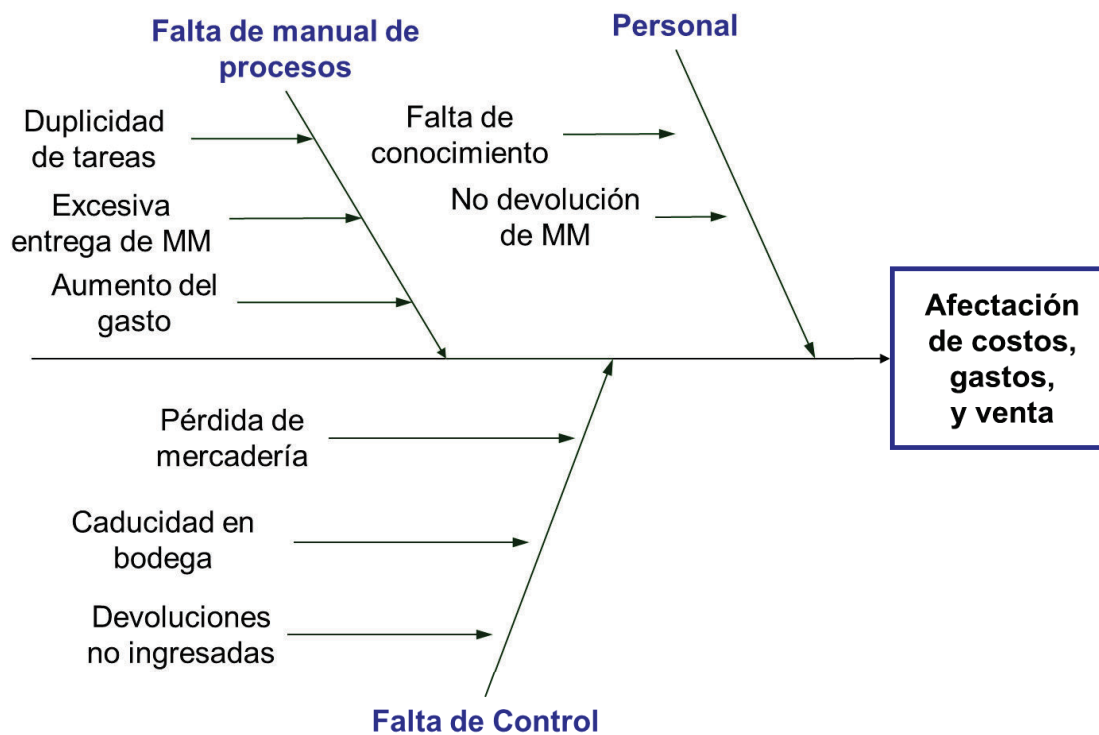 Falta de manual de
procesos
Personal
Duplicidad
de tareas
Falta de
conocimiento
Excesiva
entrega de MM
No devolución
de MM
Aumento del
gasto
Afectación
de costos,
gastos,
y venta
Pérdida de
mercadería
Caducidad en
bodega
Devoluciones
no ingresadas
Falta de Control